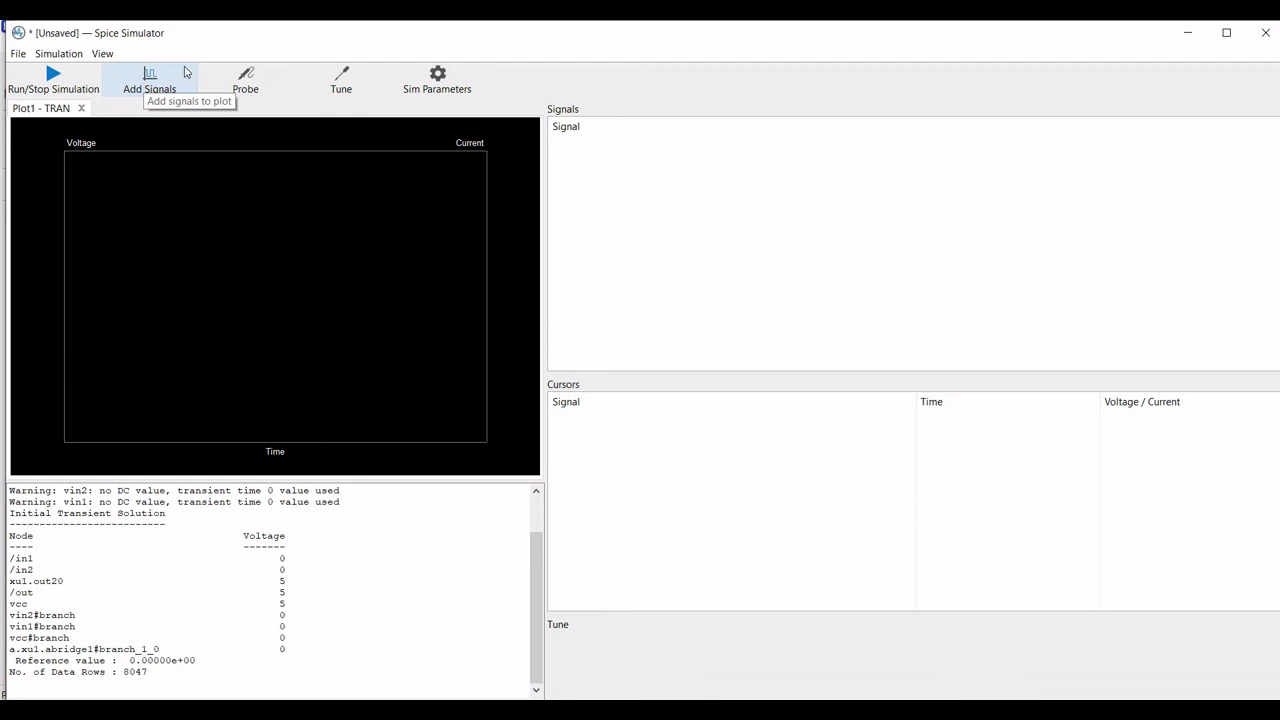 * [Unsaved] — Spice Simulator
File Simulation View
Run/Stop Simulation Add Signals Probe Tune Sim Parameters
Add signals to plot
Plot1 - TRAN
Voltage Current
Time
Signals
Signal
Cursors
Signal Time Voltage / Current
Tune
Warning: vin2: no DC value, transient time 0 value used
Warning: vin1: no DC value, transient time 0 value used
Initial Transient Solution
--------------------------
Node Voltage
---- -------
/in1 0
/in2 0
xu1.out20 5
/out 5
vcc 5
vin2#branch 0
vin1#branch 0
vcc#branch 0
a.xu1.abridge1#branch_1_0 0
Reference value : 0.00000e+00
No. of Data Rows : 8047